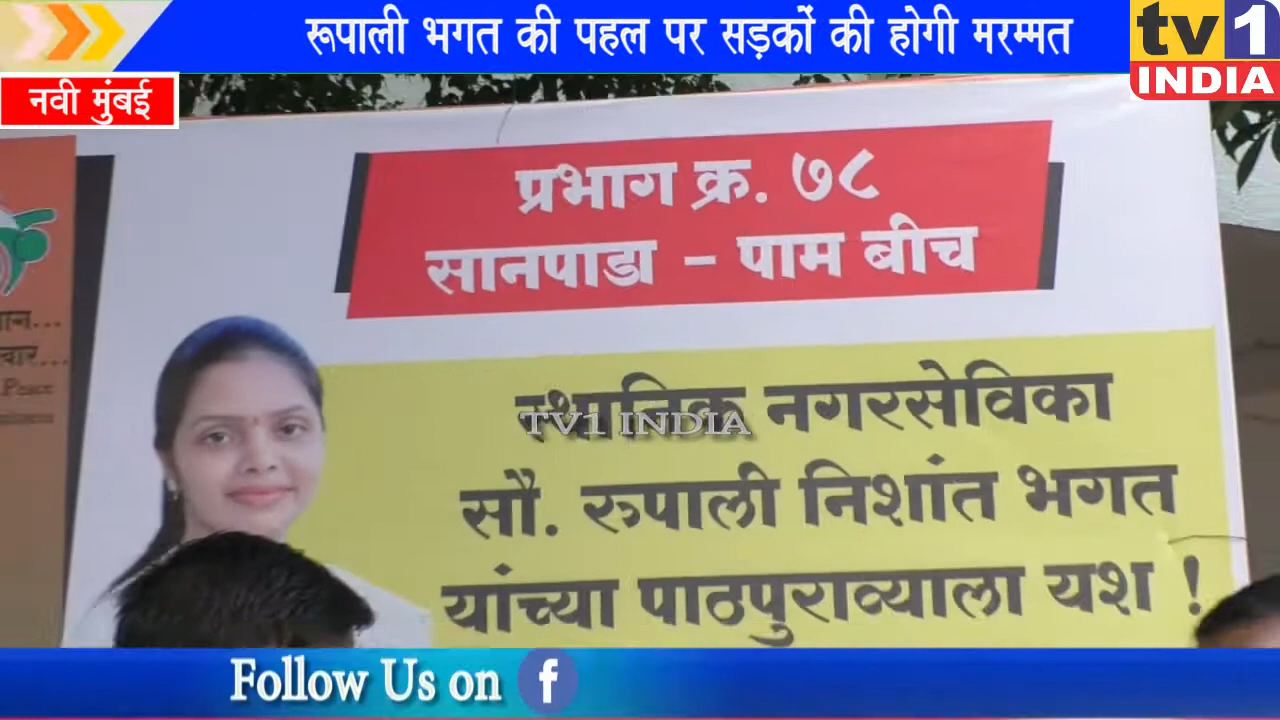 रूपाली भगत की पहल पर सड़कों की होगी मरम्मत
tv1
INDIA
नवी मुंबई
प्रभाग क्र. ७८
सानपाडा - पाम बीच
स्थानिक नगरसेविका
TV1 INDIA
सौ. रुपाली निशांत भगत
यांच्या पाठपुराव्याला यश !
Peace
Follow Us on f